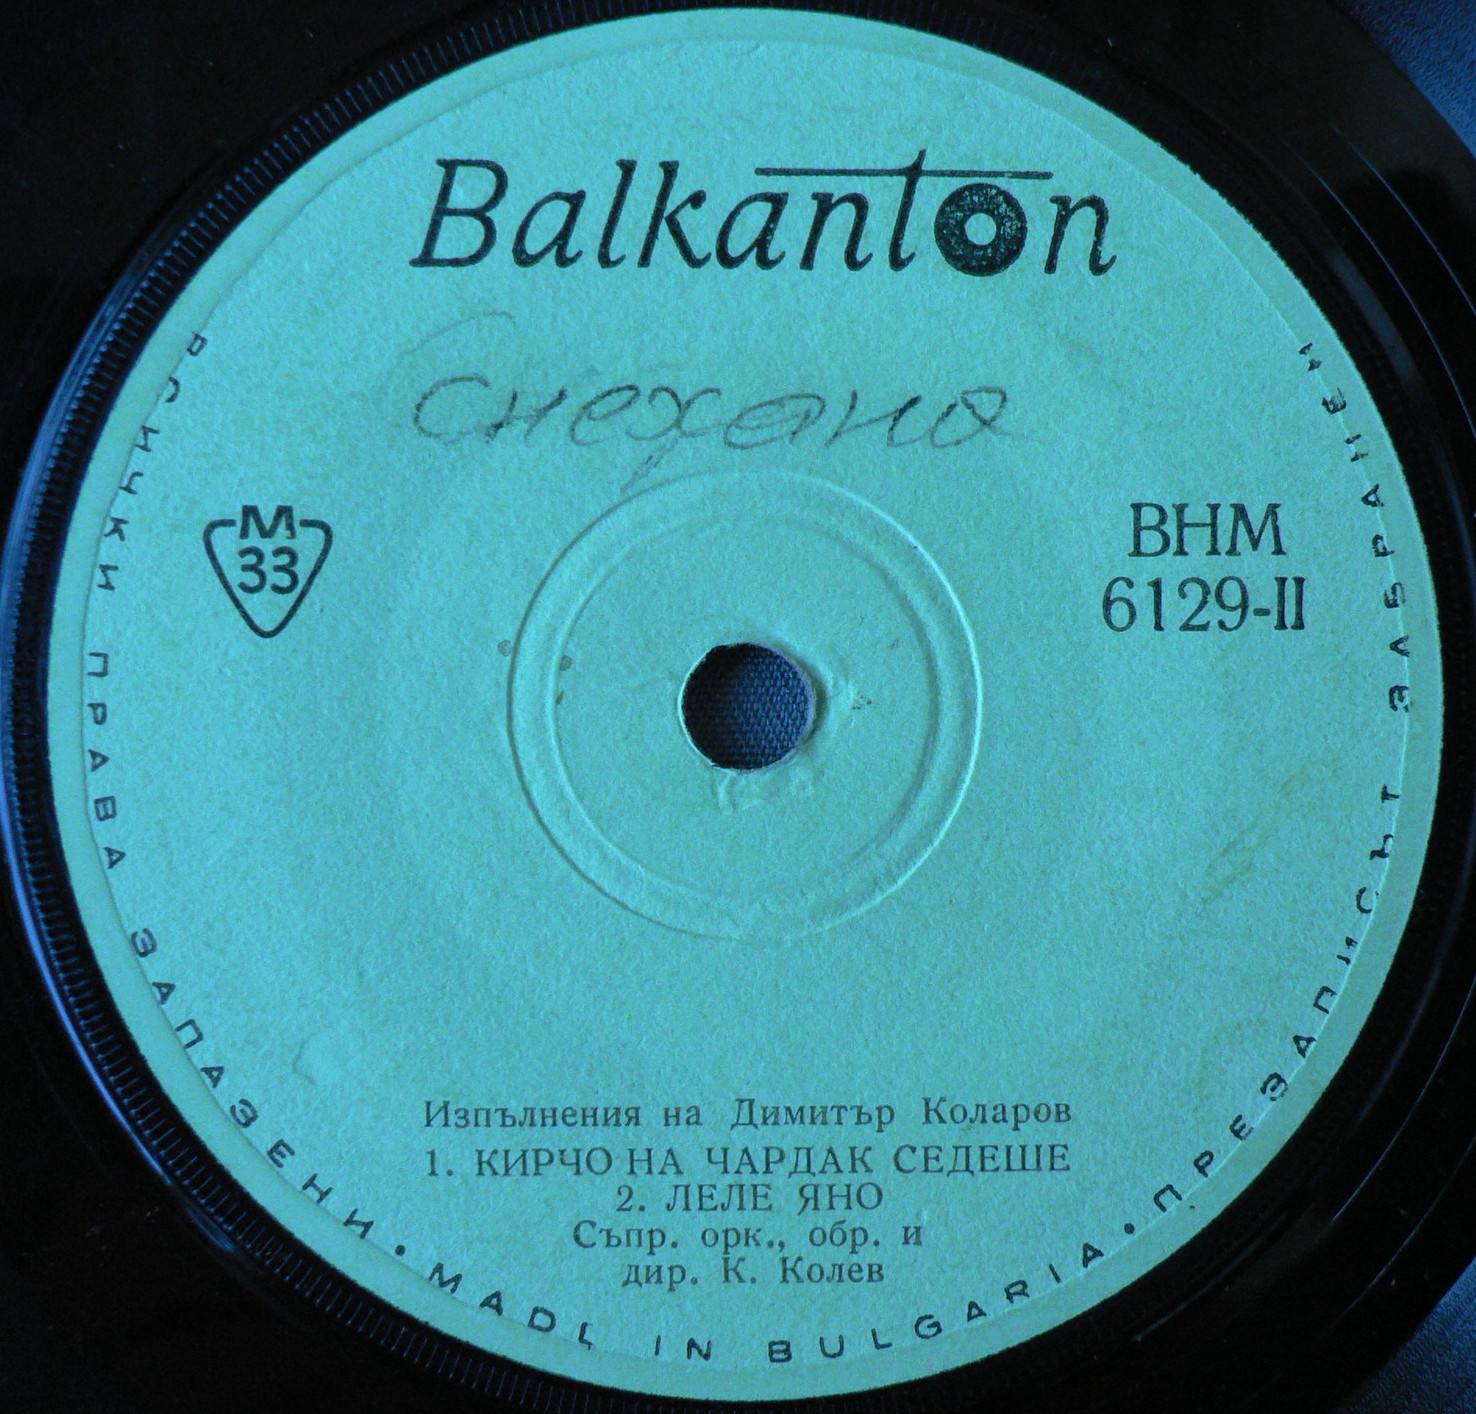 Balkanton
Снежана
М
33
ВНМ
6129-II
Изпълнения на Димитър Коларов
1. КИРЧО НА ЧАРДАК СЕДЕШЕ
2. ЛЕЛЕ ЯНО
Съпр. орк., обр. и
дир. К. Колев
ВСИЧКИ ПРАВА ЗАПАЗЕНИ • MADE IN BULGARIA • ПРЕЗАПИСЪТ ЗАБРАНЕН